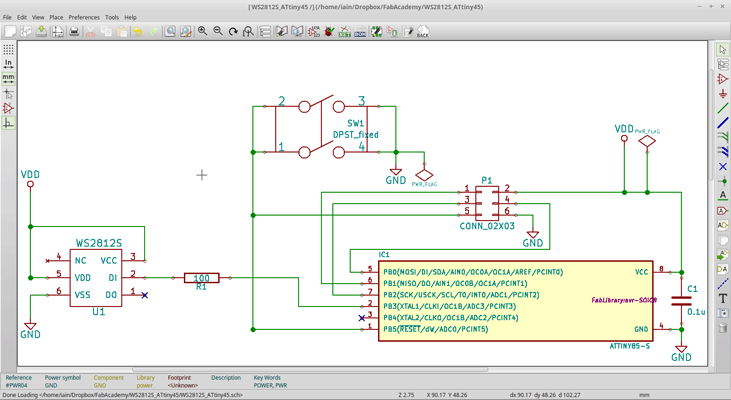 [WS2812S_ATtiny45 /](/home/iain/Dropbox/FabAcademy/WS2812S_ATtiny45)
File Edit View Place Preferences Tools Help
BACK
In
mm
2 3
SW1
DPST_fixed
1 4
GND
PWR_FLAG
VDD
PWR_FLAG
VDD
P1
1 2
3 4
5 6
CONN_02X03
GND
WS2812S
4 NC VCC 3
5 VDD DI 2
6 VSS DO 1
U1
GND
100
R1
IC1
5 PB0(MOSI/DI/SDA/AIN0/OC0A/OC1A/AREF/PCINT0) VCC 8
6 PB1(MISO/DO/AIN1/OC0B/OC1A/PCINT1)
7 PB2(SCK/USCK/SCL/T0/INT0/ADC1/PCINT2)
2 PB3(XTAL1/CLKI/OC1B/ADC3/PCINT3)
3 PB4(XTAL2/CLKO/OC1B/ADC2/PCINT4)
1 PB5(RESET/dW/ADC0/PCINT5) GND 4
ATTINY85-S
C1
0.1u
GND
Reference Power symbol Component Library Footprint Description Key Words
#PWR04 GND GND power <Unknown> POWER, PWR
Done Loading </home/iain/Dropbox/FabAcademy/WS2812S_ATtiny45/WS2812S_ATtiny45.sch> Z 2.75 X 90.17 Y 48.26 dx 90.17 dy 48.26 d 102.27 mm